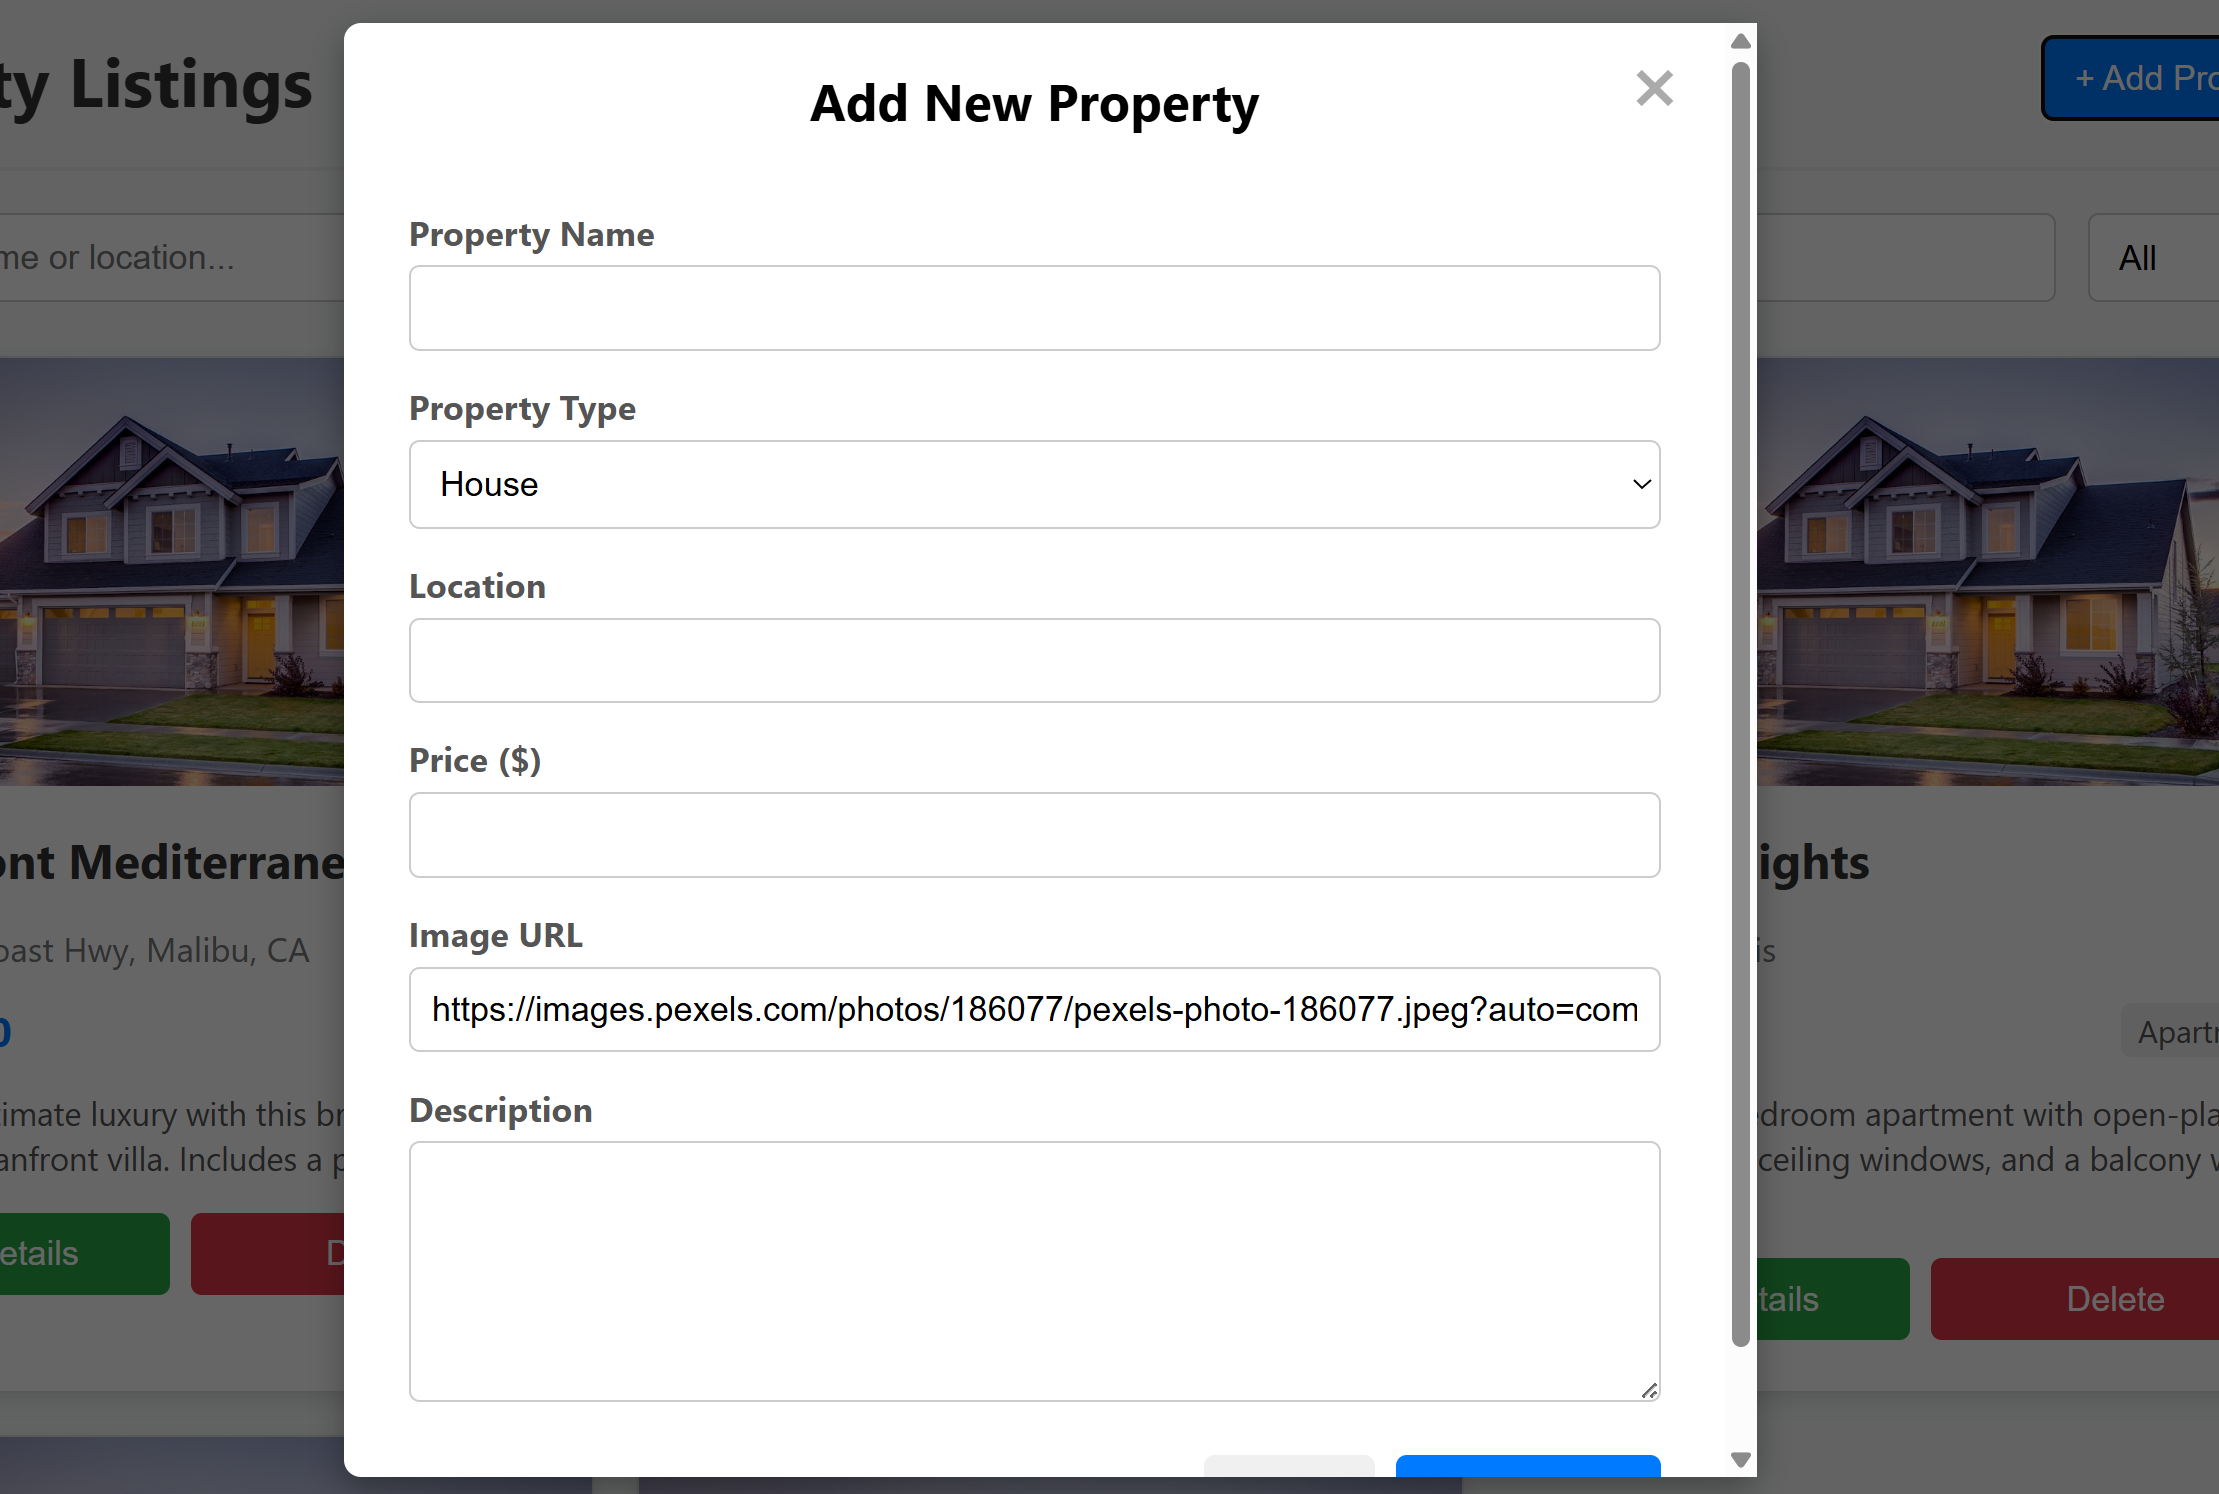 ty Listings
+ Add Pro
me or location...
All
Add New Property
Property Name
Property Type
House
Location
Price ($)
Image URL
https://images.pexels.com/photos/186077/pexels-photo-186077.jpeg?auto=com
Description
ont Mediterrane
oast Hwy, Malibu, CA
0
timate luxury with this br
anfront villa. Includes a p
etails
D
ights
is
Apartr
edroom apartment with open-pla
ceiling windows, and a balcony w
tails
Delete